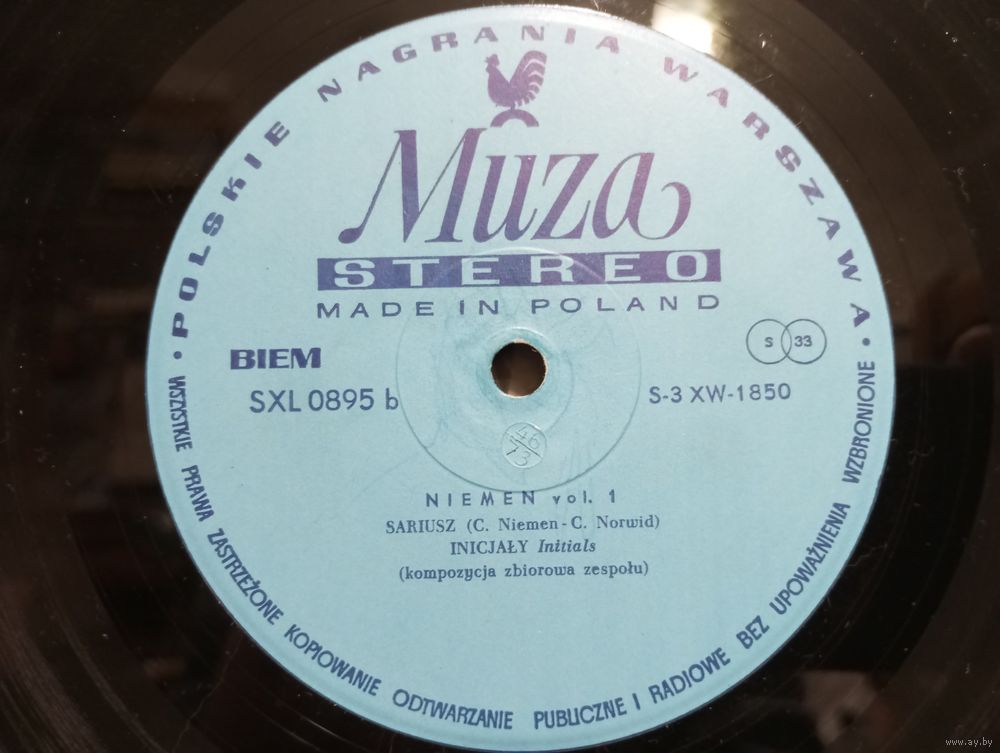 • POLSKIE NAGRANIA WARSZAWA •
Muza
STEREO
MADE IN POLAND
BIEM
S 33
SXL 0895 b
S-3 XW-1850
46
73
NIEMEN vol. 1
SARIUSZ (C. Niemen - C. Norwid)
INICJAŁY Initials
(kompozycja zbiorowa zespołu)
WSZYSTKIE PRAWA ZASTRZEŻONE KOPIOWANIE ODTWARZANIE PUBLICZNE I RADIOWE BEZ UPOWAŻNIENIA WZBRONIONE
www.ay.by